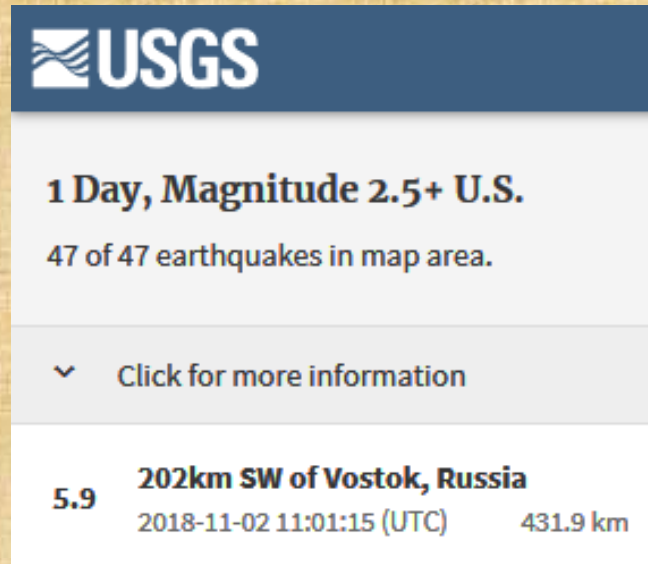 USGS
1 Day, Magnitude 2.5+ U.S.
47 of 47 earthquakes in map area.
Click for more information
5.9 202km SW of Vostok, Russia
2018-11-02 11:01:15 (UTC) 431.9 km